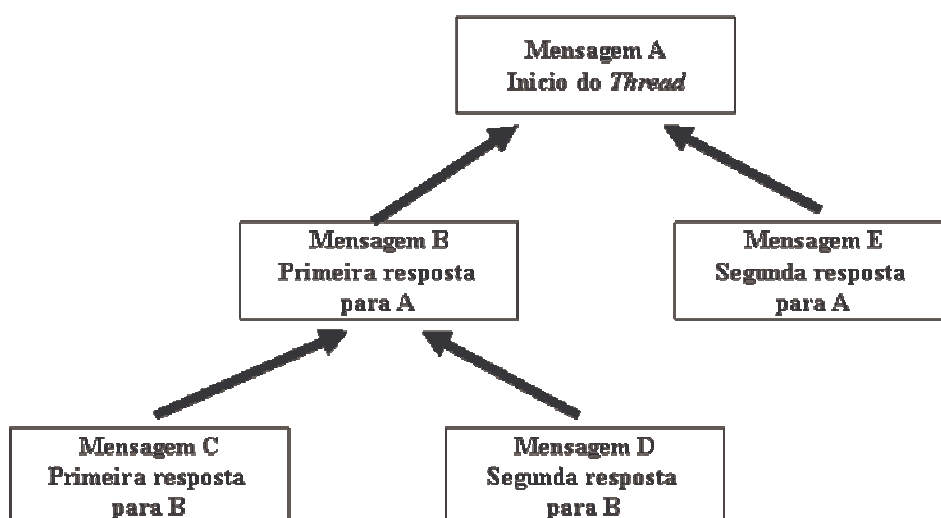 Mensagem A
Inicio do Thread
Mensagem B
Primeira resposta
para A
Mensagem E
Segunda resposta
para A
Mensagem C
Primeira resposta
para B
Mensagem D
Segunda resposta
para B